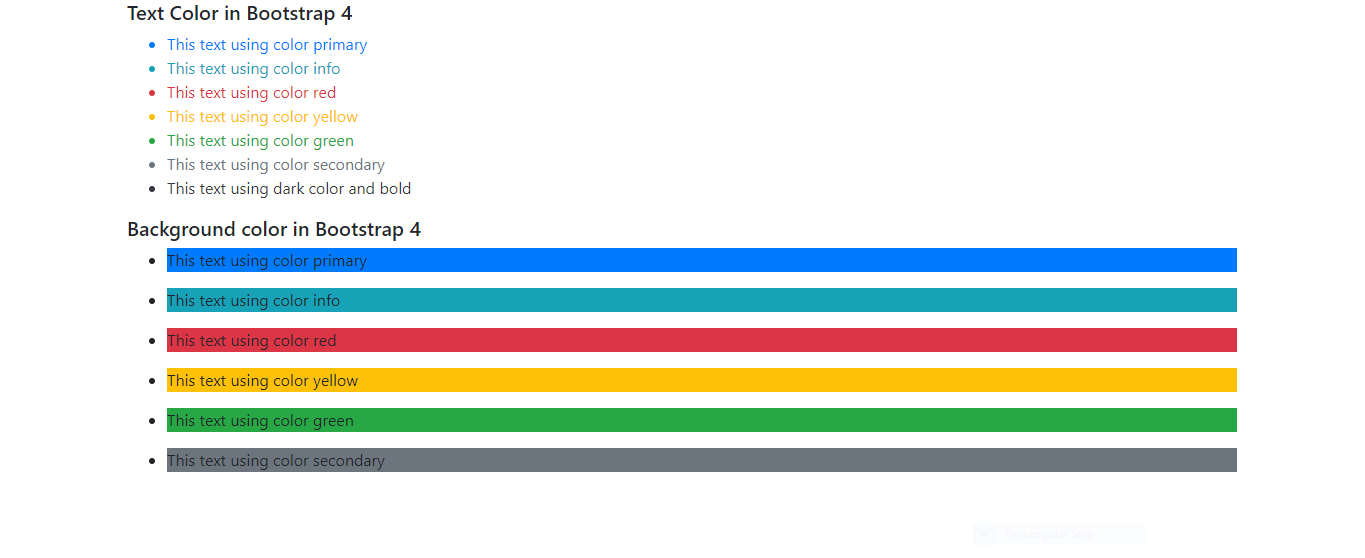 Text Color in Bootstrap 4
This text using color primary
This text using color info
This text using color red
This text using color yellow
This text using color green
This text using color secondary
This text using dark color and bold
Background color in Bootstrap 4
This text using color primary
This text using color info
This text using color red
This text using color yellow
This text using color green
This text using color secondary
Rectangular Snip